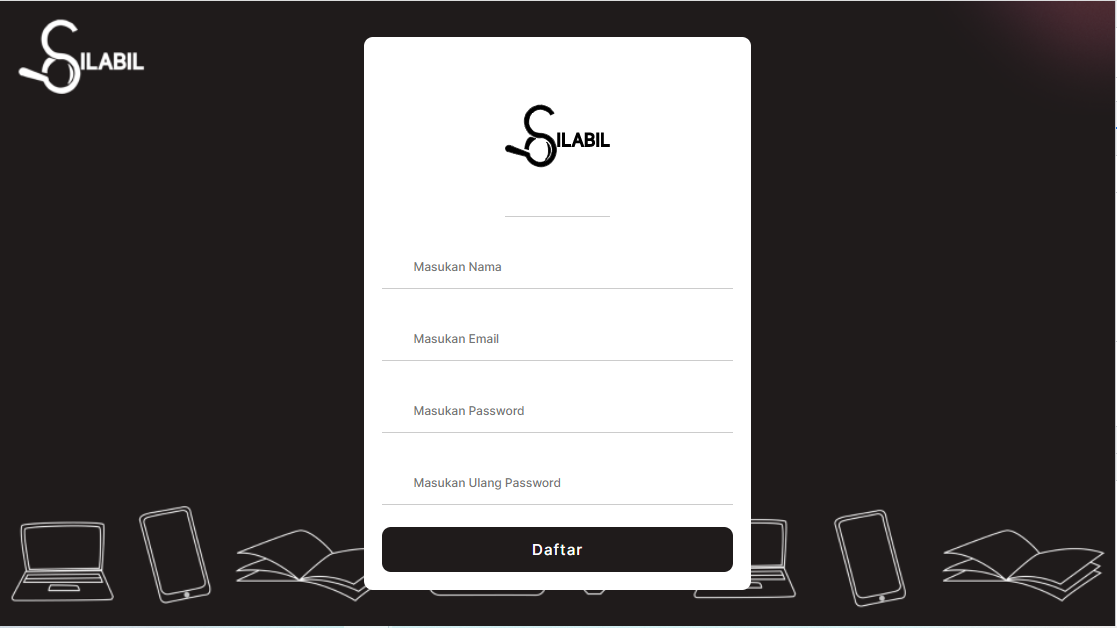 SILABIL
SILABIL
Masukan Nama
Masukan Email
Masukan Password
Masukan Ulang Password
Daftar